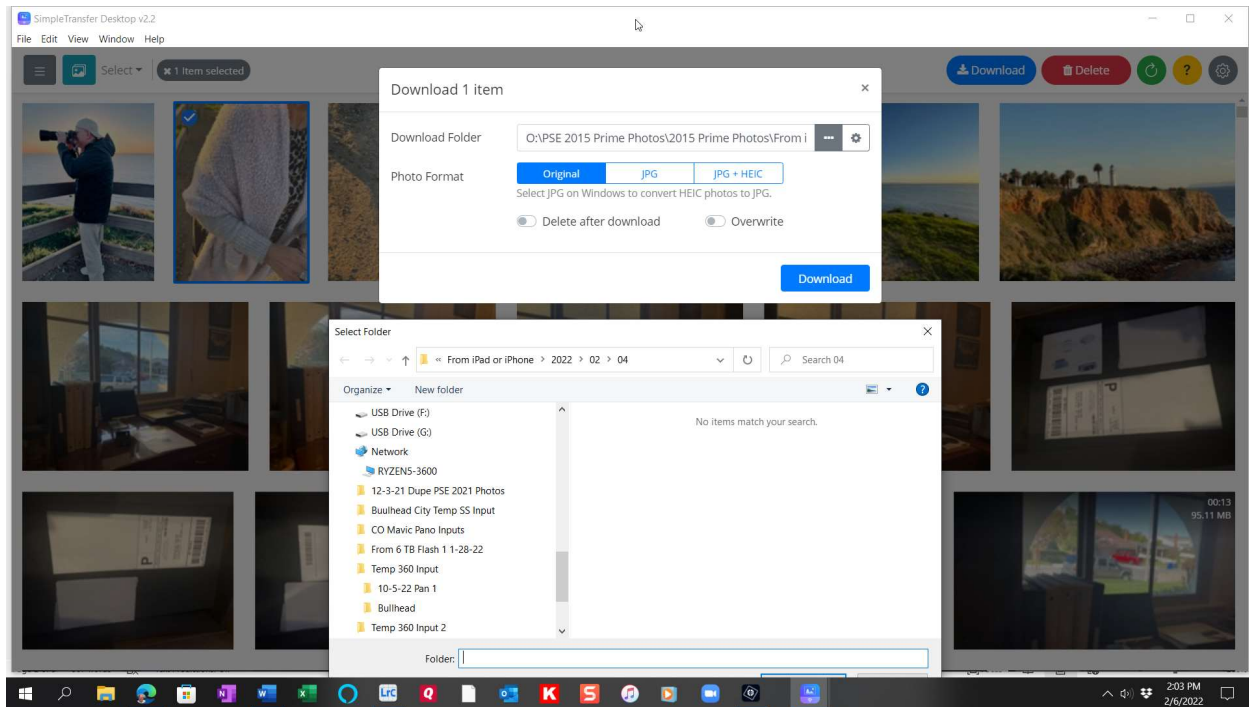 SimpleTransfer Desktop v2.2
File Edit View Window Help
Select
1 Item selected
Download
Delete
?
Download 1 item
Download Folder
O:\PSE 2015 Prime Photos\2015 Prime Photos\From i
Photo Format
Original JPG JPG + HEIC
Select JPG on Windows to convert HEIC photos to JPG.
Delete after download Overwrite
Download
Select Folder
« From iPad or iPhone > 2022 > 02 > 04
Search 04
Organize New folder
?
USB Drive (F:)
USB Drive (G:)
Network
RYZEN5-3600
12-3-21 Dupe PSE 2021 Photos
Buulhead City Temp SS Input
CO Mavic Pano Inputs
From 6 TB Flash 1 1-28-22
Temp 360 Input
10-5-22 Pan 1
Bullhead
Temp 360 Input 2
No items match your search.
Folder:
00:13
95.11 MB
N W X LrC Q K S
2:03 PM
2/6/2022